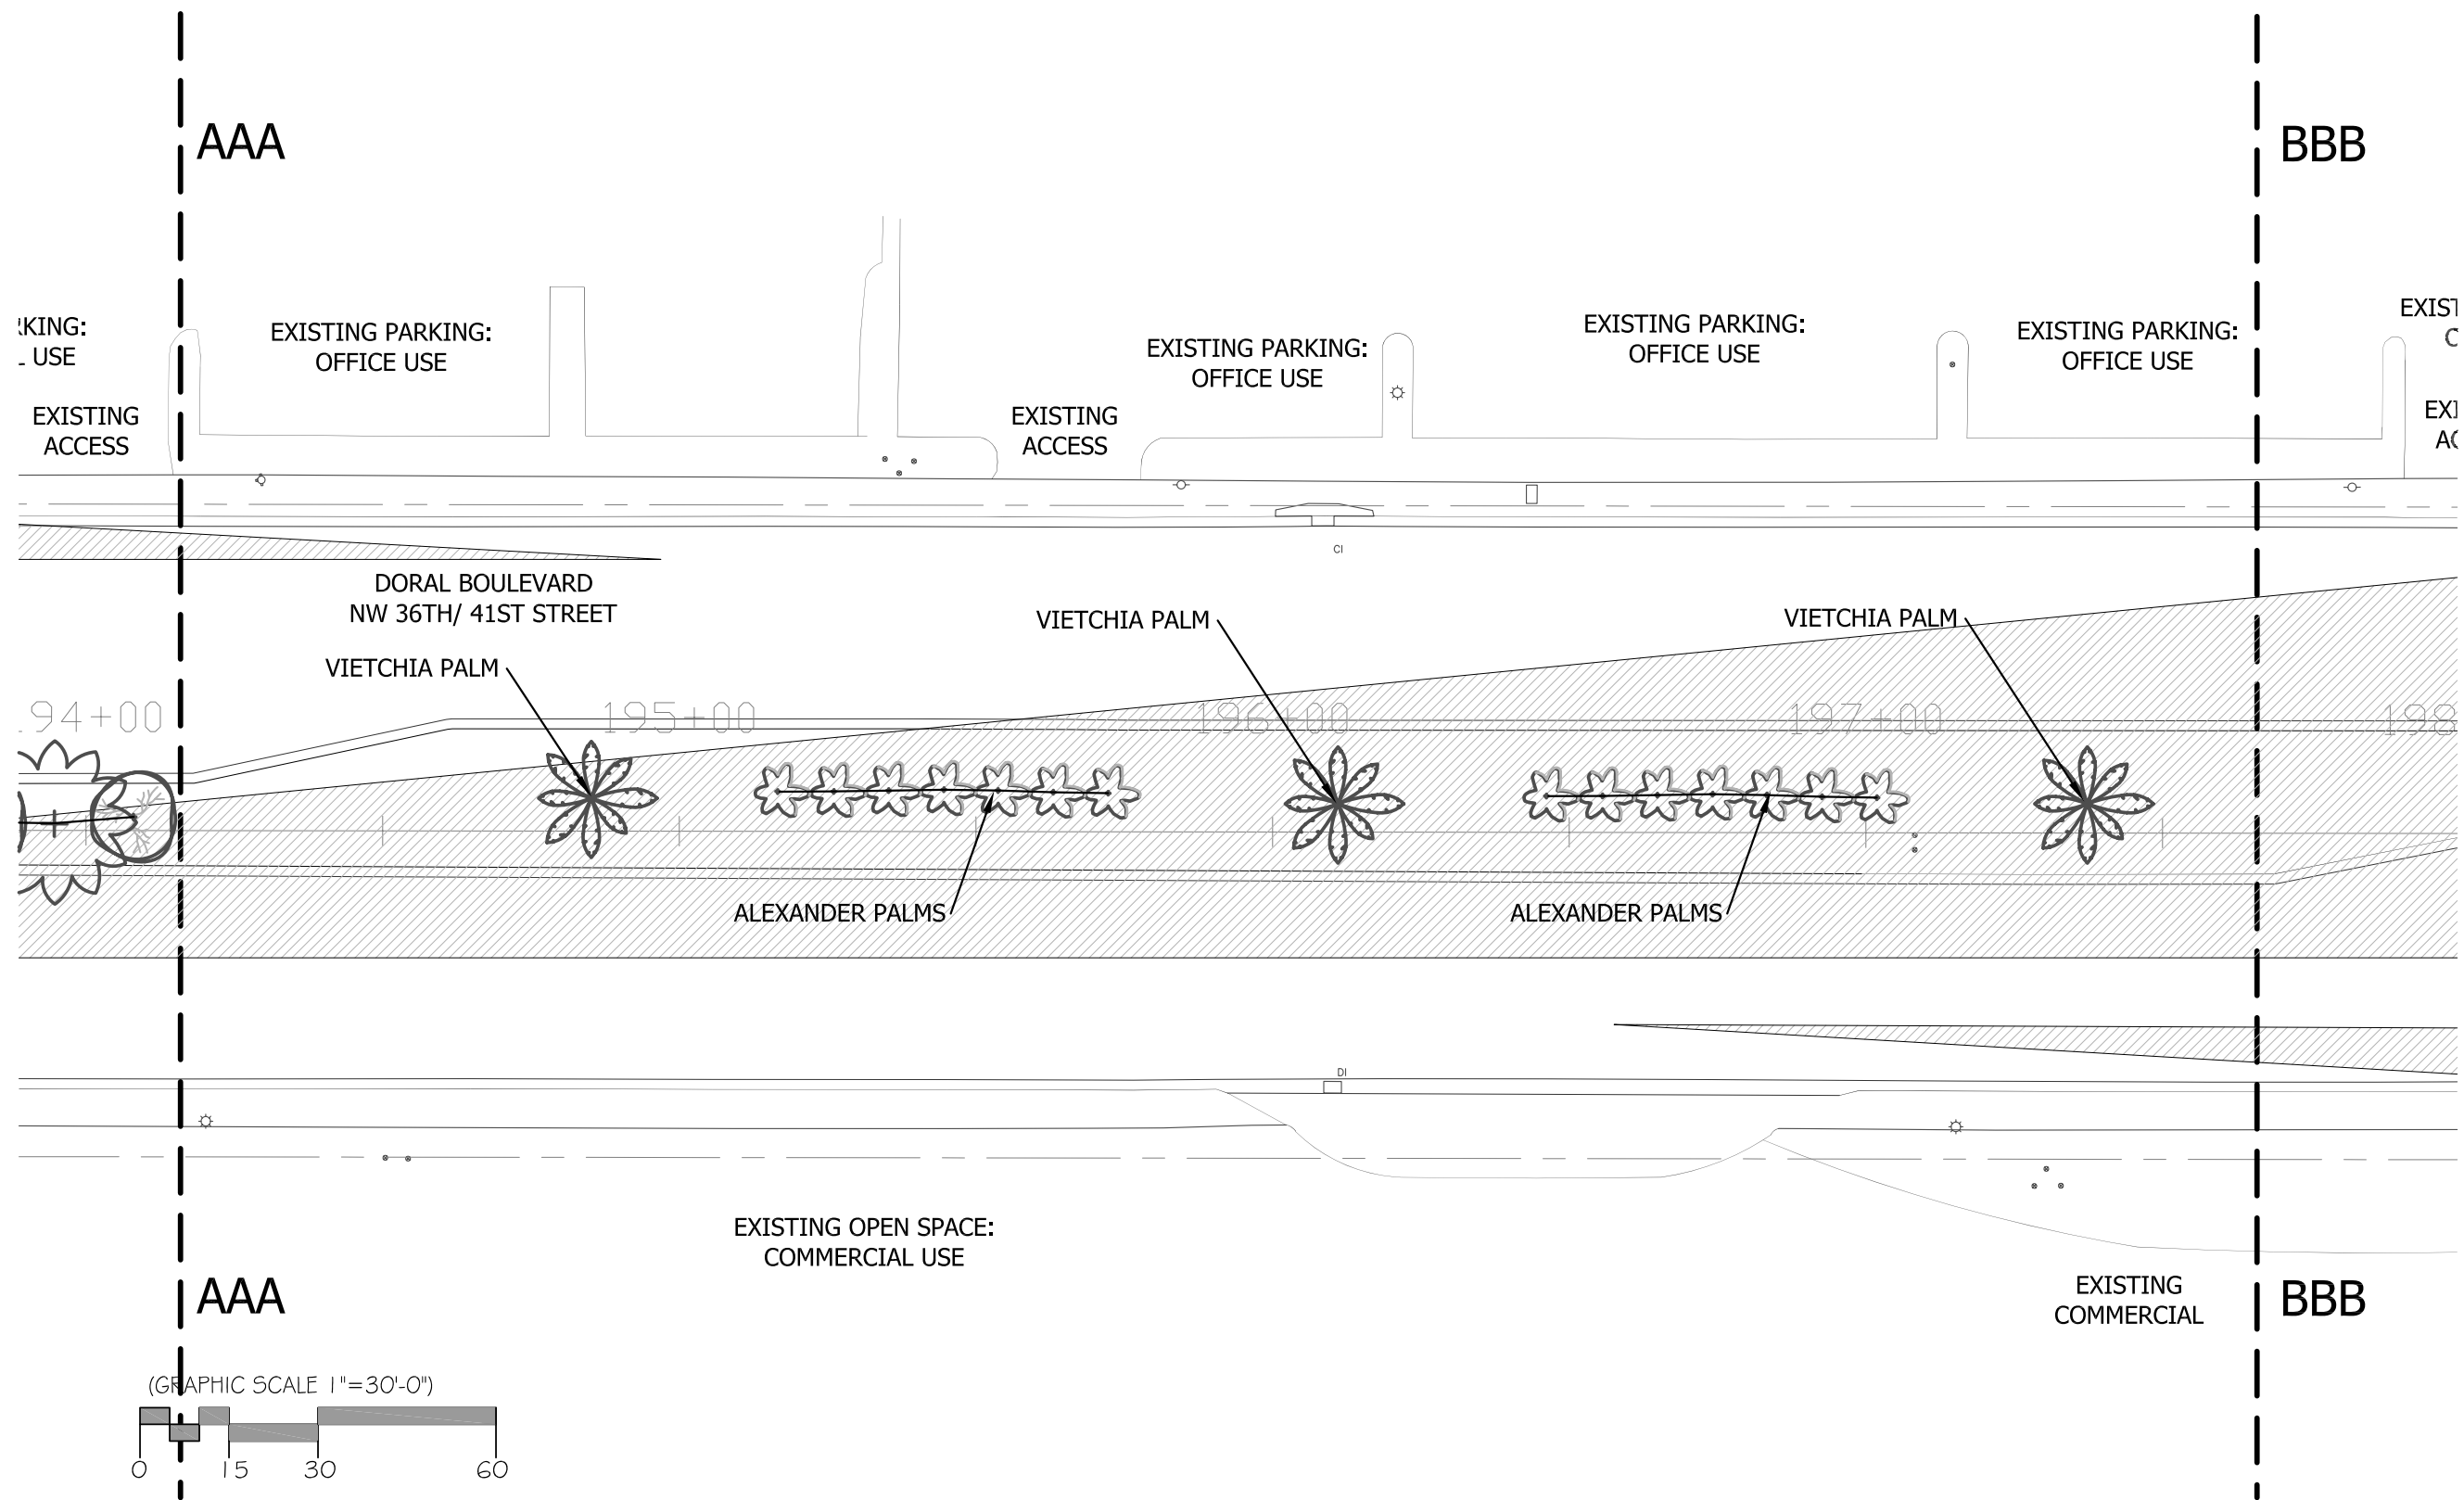 AAA
BBB
KING:
USE
EXISTING PARKING:
OFFICE USE
EXISTING PARKING:
OFFICE USE
EXISTING PARKING:
OFFICE USE
EXISTING PARKING:
OFFICE USE
EXISTING
ACCESS
EXISTING
ACCESS
CI
DORAL BOULEVARD
NW 36TH/ 41ST STREET
VIETCHIA PALM
VIETCHIA PALM
VIETCHIA PALM
94+00
195+00
196+00
197+00
198
ALEXANDER PALMS
ALEXANDER PALMS
DI
EXISTING OPEN SPACE:
COMMERCIAL USE
EXISTING
COMMERCIAL
AAA
BBB
(GRAPHIC SCALE 1"=30'-0")
0 15 30 60